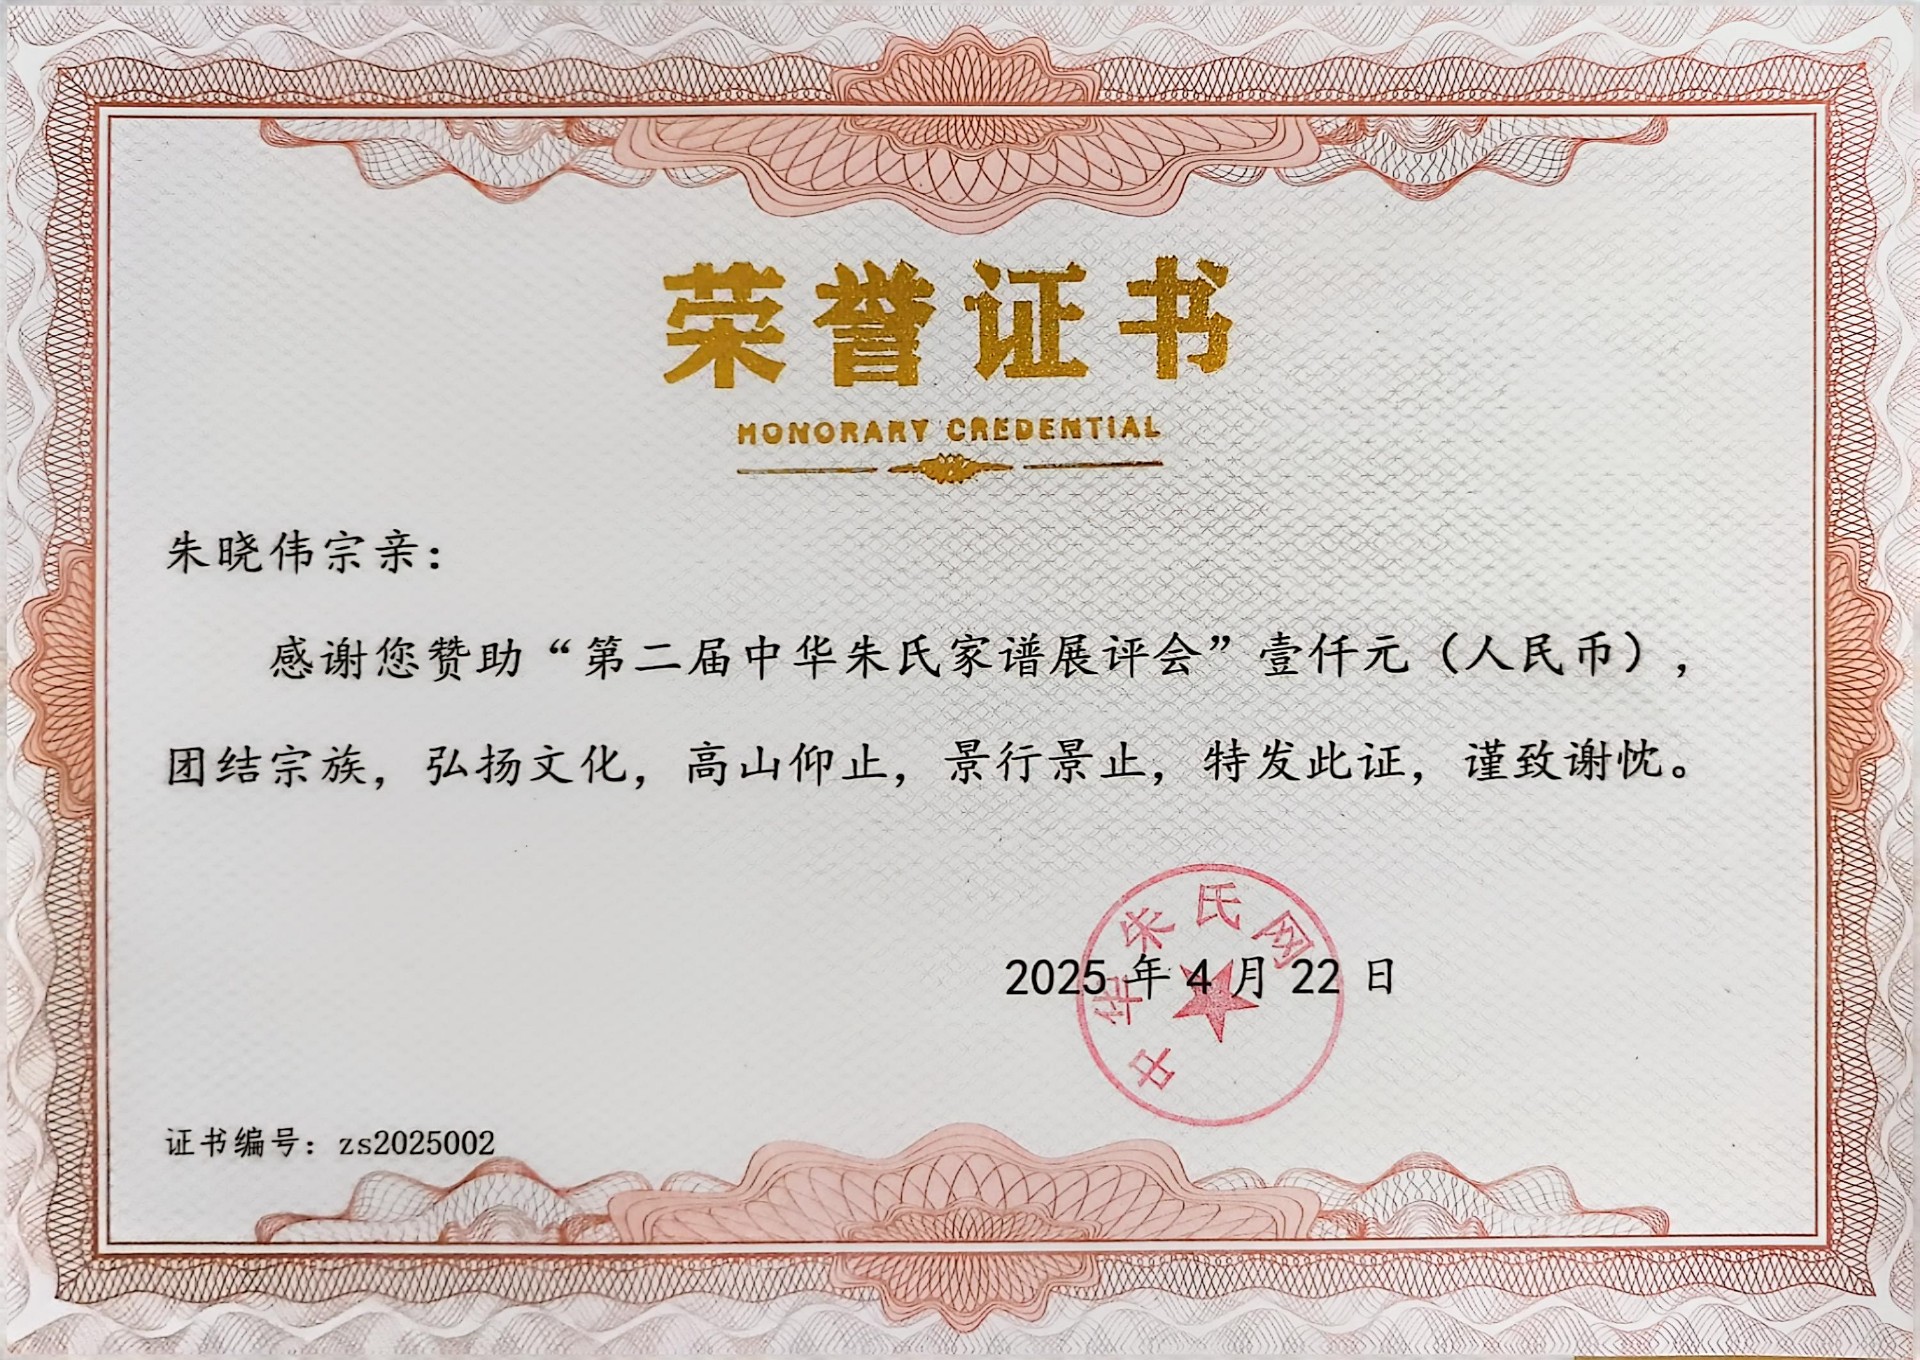 荣誉证书
HONORARY CREDENTIAL
朱晓伟宗亲：
感谢您赞助“第二届中华朱氏家谱展评会”壹仟元（人民币），
团结宗族，弘扬文化，高山仰止，景行景止，特发此证，谨致谢忱。
中华朱氏网
2025 年 4 月 22 日
证书编号：zs2025002